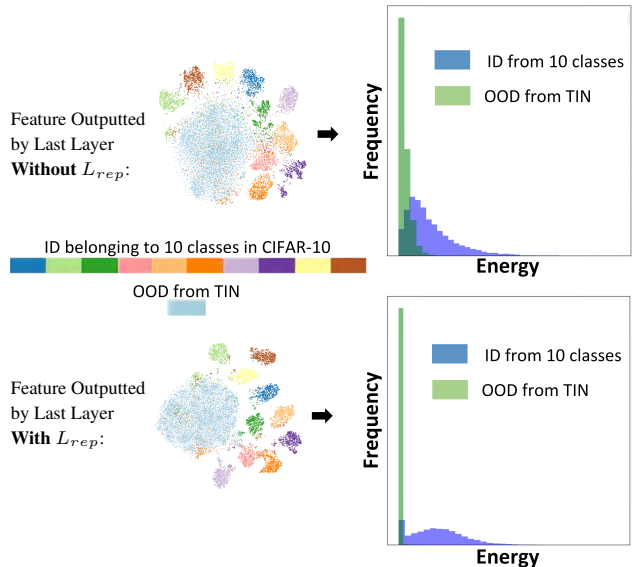 Feature Outputted
by Last Layer
Without L_rep:
Frequency
ID from 10 classes
OOD from TIN
Energy
ID belonging to 10 classes in CIFAR-10
OOD from TIN
Feature Outputted
by Last Layer
With L_rep:
Frequency
ID from 10 classes
OOD from TIN
Energy